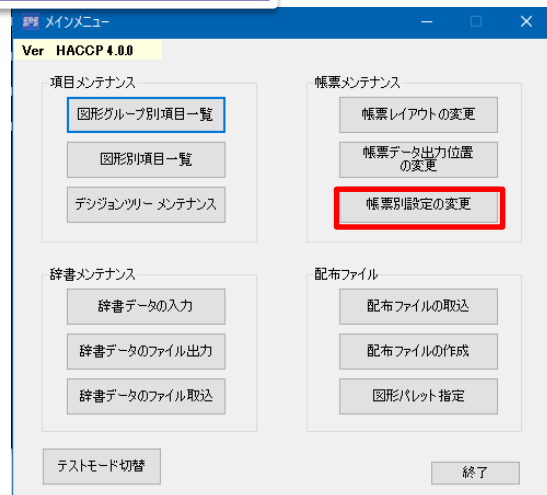 SPS メインメニュー
Ver HACCP 4.0.0
項目メンテナンス
図形グループ別項目一覧
図形別項目一覧
デシジョンツリー メンテナンス
帳票メンテナンス
帳票レイアウトの変更
帳票データ出力位置
の変更
帳票別設定の変更
辞書メンテナンス
辞書データの入力
辞書データのファイル出力
辞書データのファイル取込
配布ファイル
配布ファイルの取込
配布ファイルの作成
図形パレット指定
テストモード切替
終了